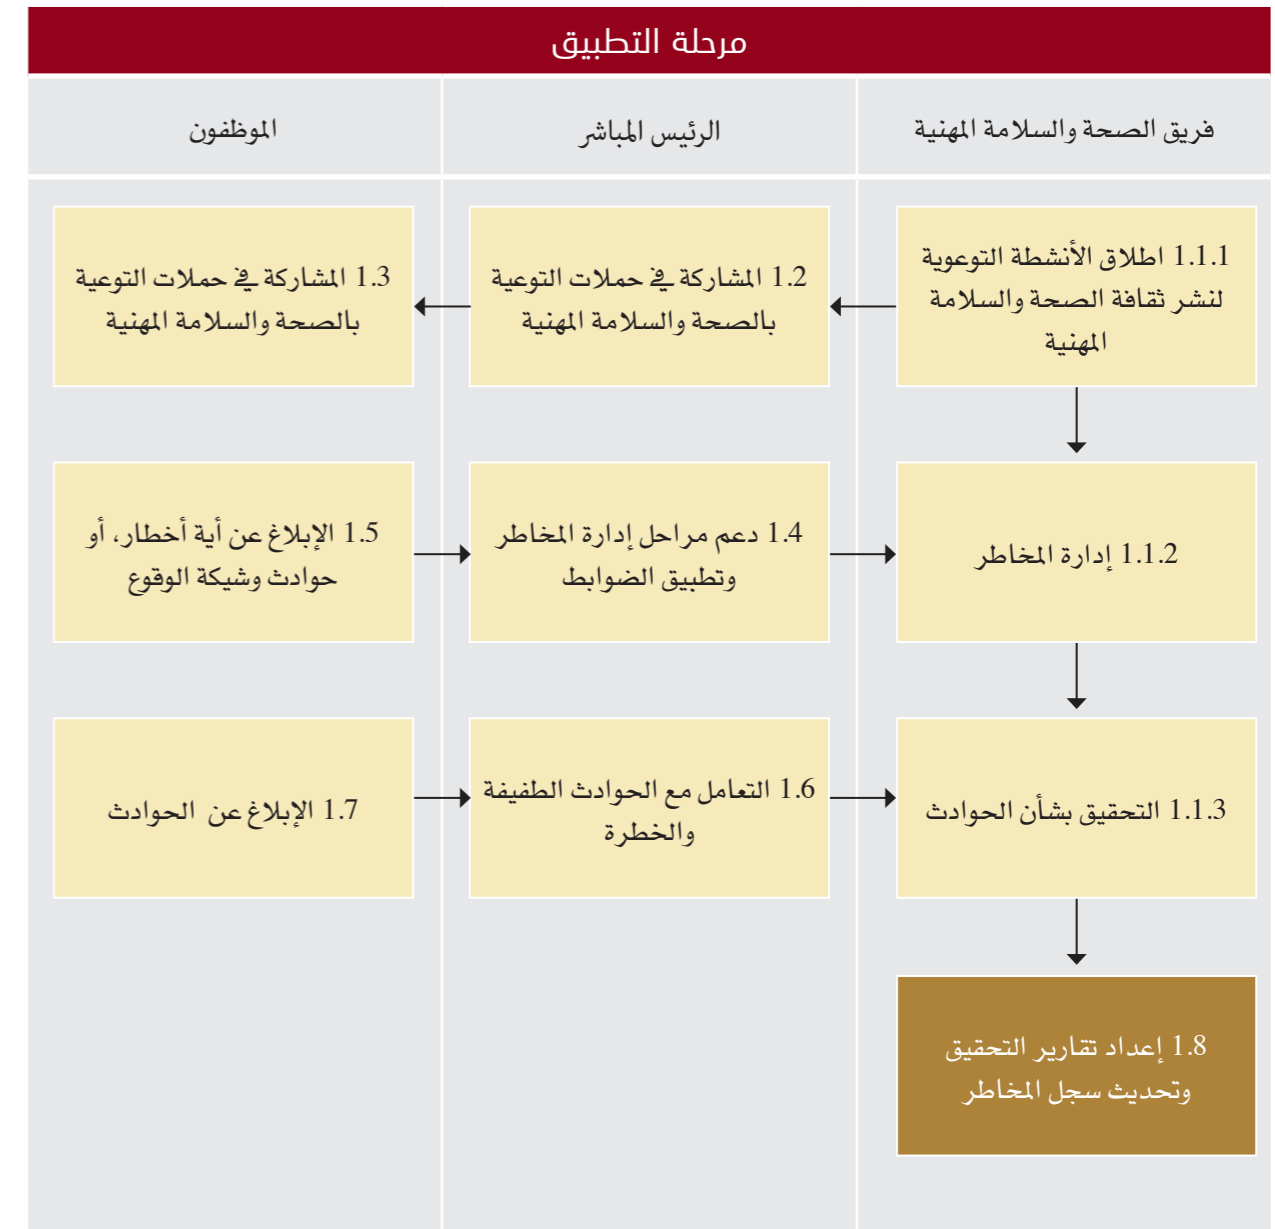 مرحلة التطبيق
فريق الصحة والسلامة المهنية
الرئيس المباشر
الموظفون
1.1.1 اطلاق الأنشطة التوعوية
لنشر ثقافة الصحة والسلامة
المهنية
1.2 المشاركة في حملات التوعية
بالصحة والسلامة المهنية
1.3 المشاركة في حملات التوعية
بالصحة والسلامة المهنية
1.1.2 إدارة المخاطر
1.4 دعم مراحل إدارة المخاطر
وتطبيق الضوابط
1.5 الإبلاغ عن أية أخطار، أو
حوادث وشيكة الوقوع
1.1.3 التحقيق بشأن الحوادث
1.6 التعامل مع الحوادث الطفيفة
والخطرة
1.7 الإبلاغ عن الحوادث
1.8 إعداد تقارير التحقيق
وتحديث سجل المخاطر